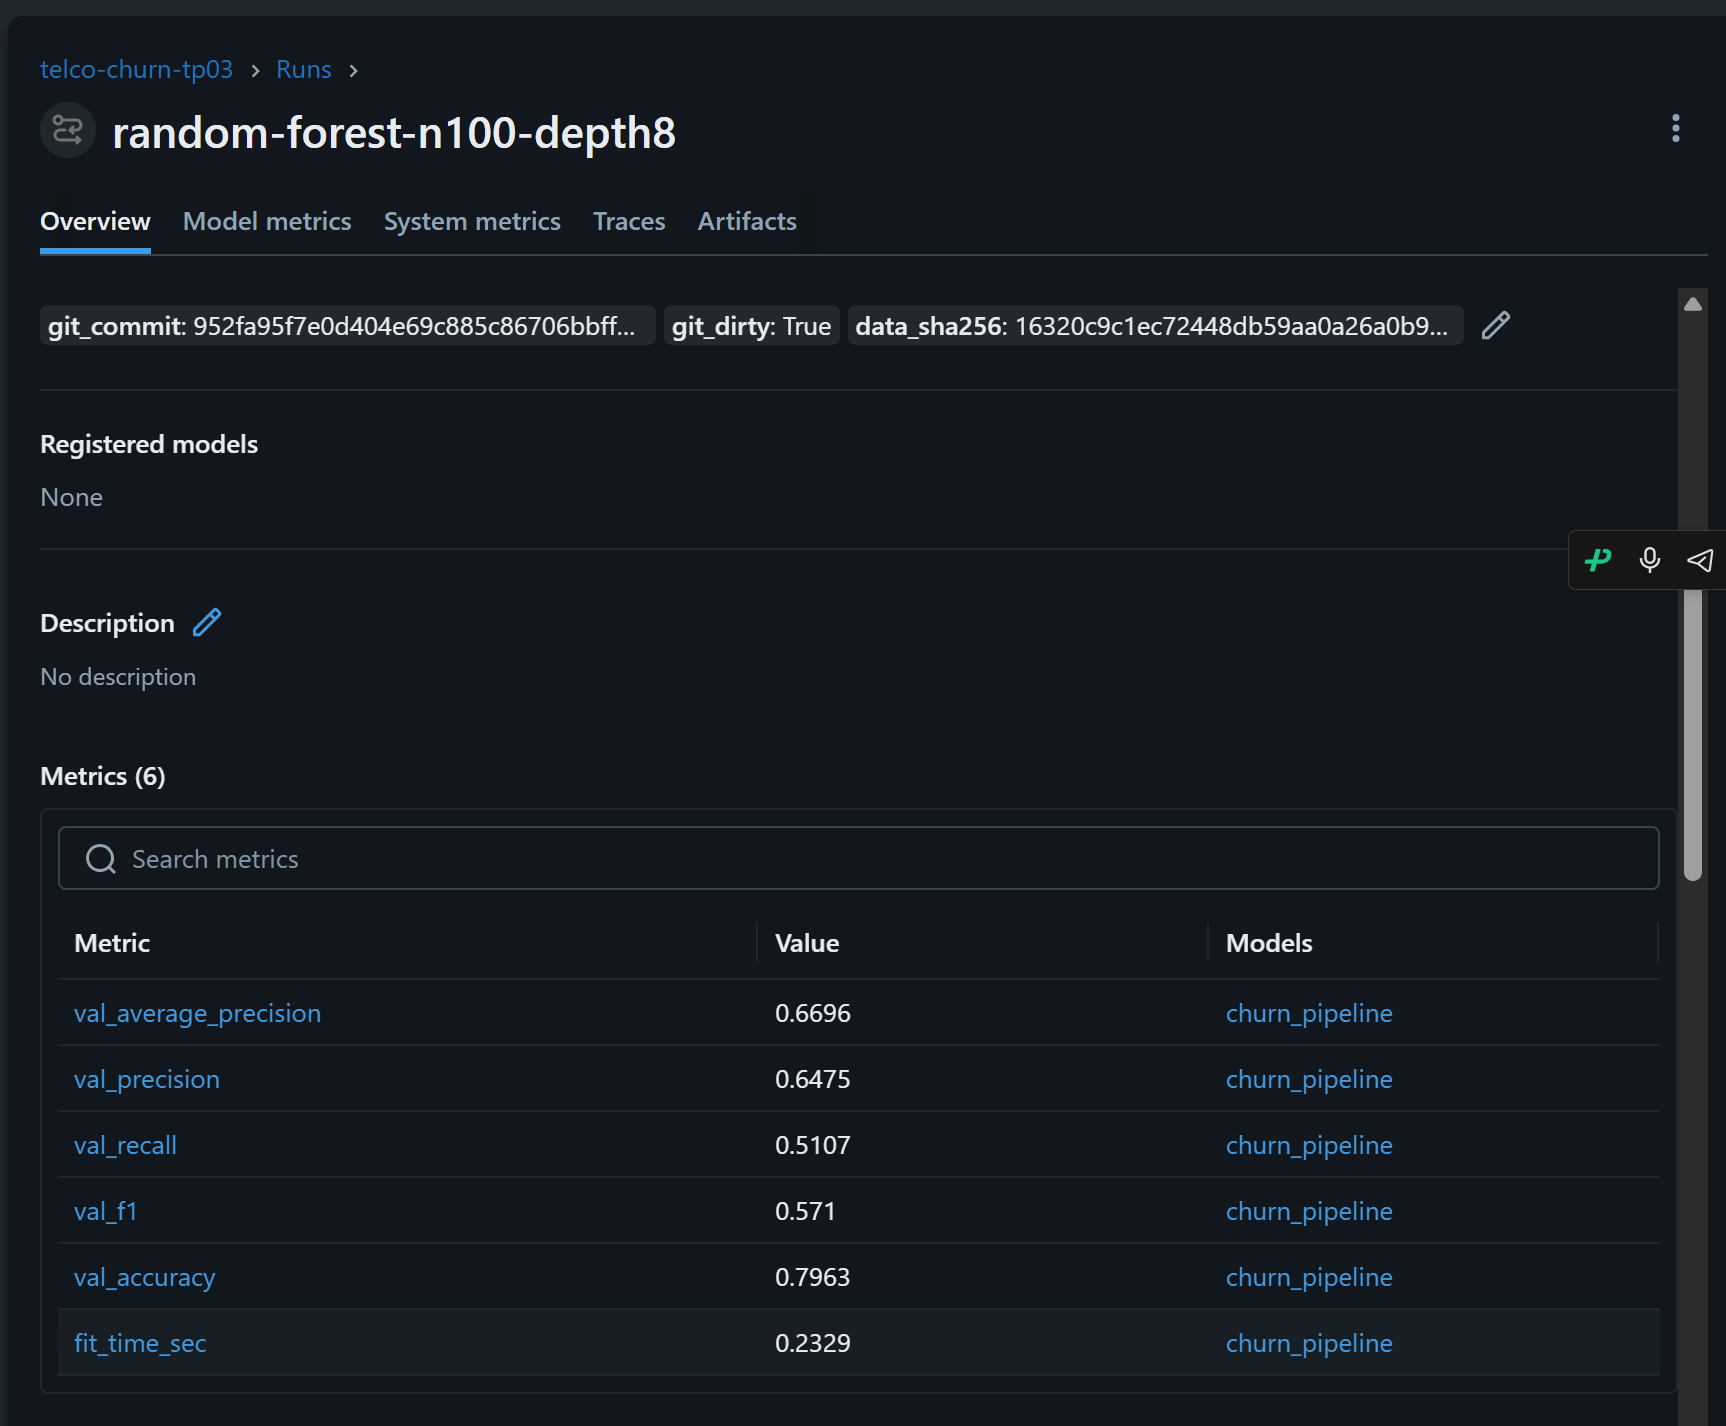 telco-churn-tp03 > Runs >
random-forest-n100-depth8
Overview Model metrics System metrics Traces Artifacts
git_commit: 952fa95f7e0d404e69c885c86706bbff... git_dirty: True data_sha256: 16320c9c1ec72448db59aa0a26a0b9...
Registered models
None
Description
No description
Metrics (6)
Search metrics
Metric Value Models
val_average_precision 0.6696 churn_pipeline
val_precision 0.6475 churn_pipeline
val_recall 0.5107 churn_pipeline
val_f1 0.571 churn_pipeline
val_accuracy 0.7963 churn_pipeline
fit_time_sec 0.2329 churn_pipeline